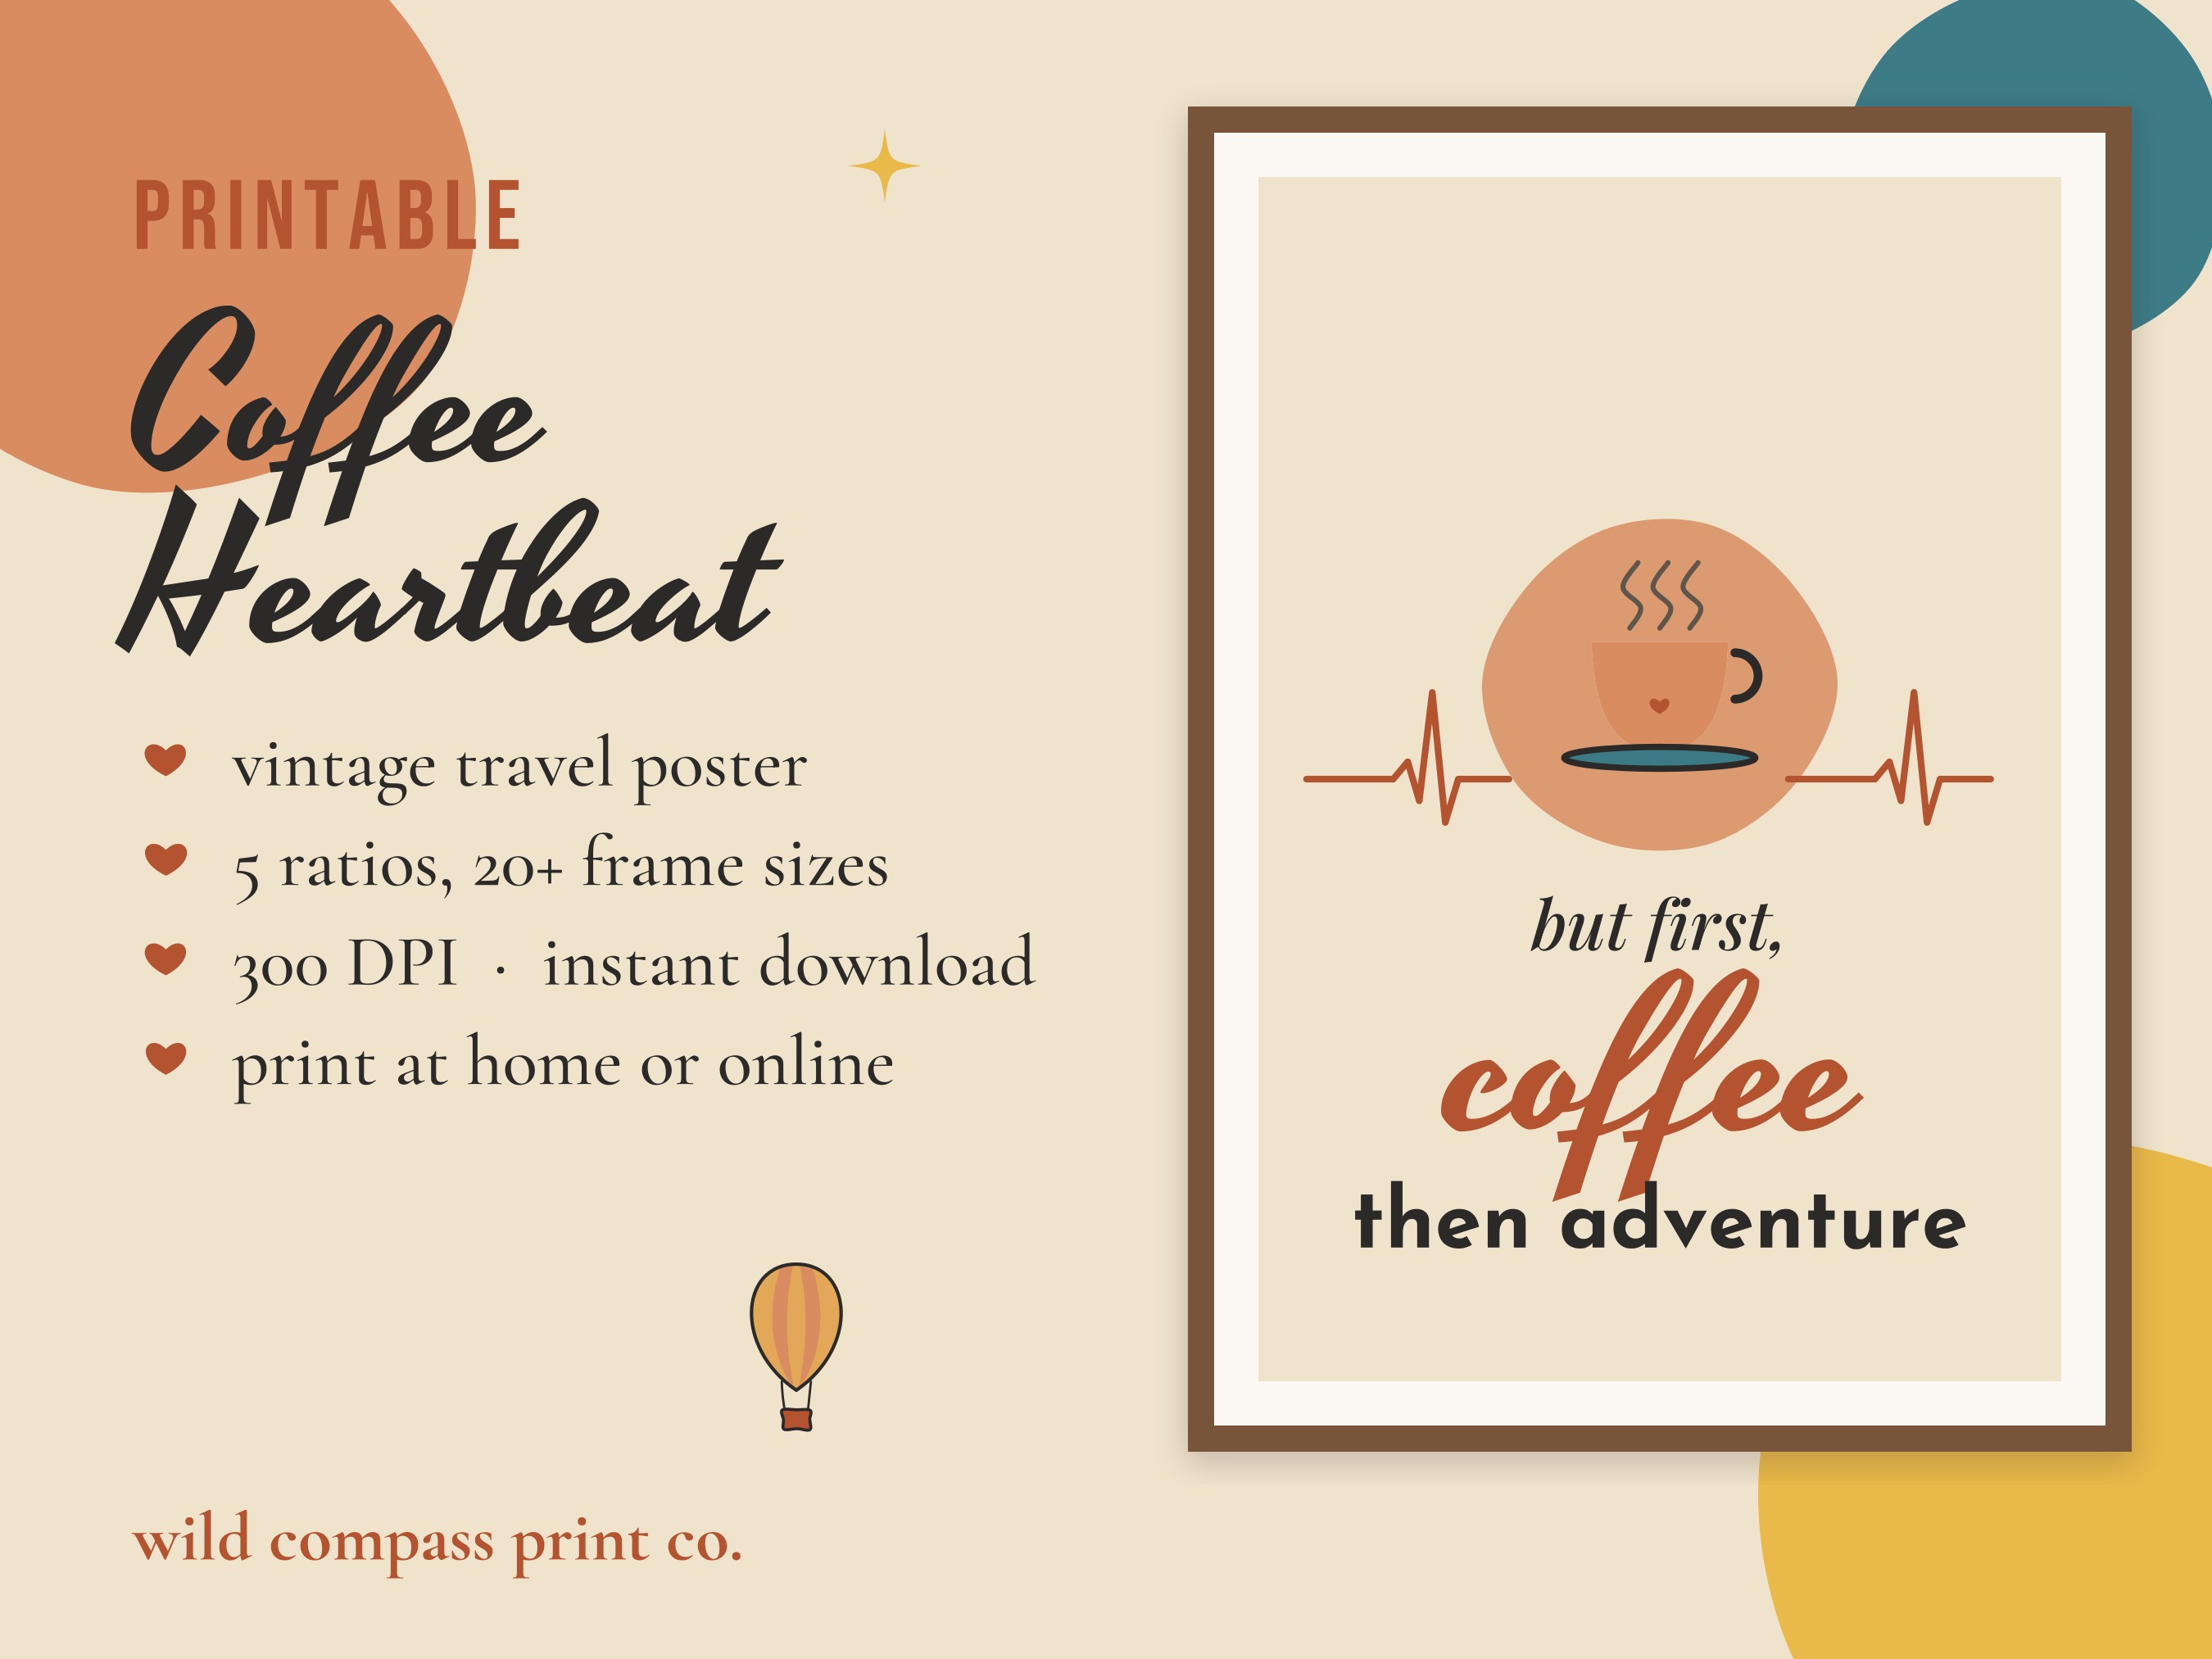 PRINTABLE
Coffee
Heartbeat
vintage travel poster
5 ratios, 20+ frame sizes
300 DPI · instant download
print at home or online
wild compass print co.
but first,
coffee
then adventure